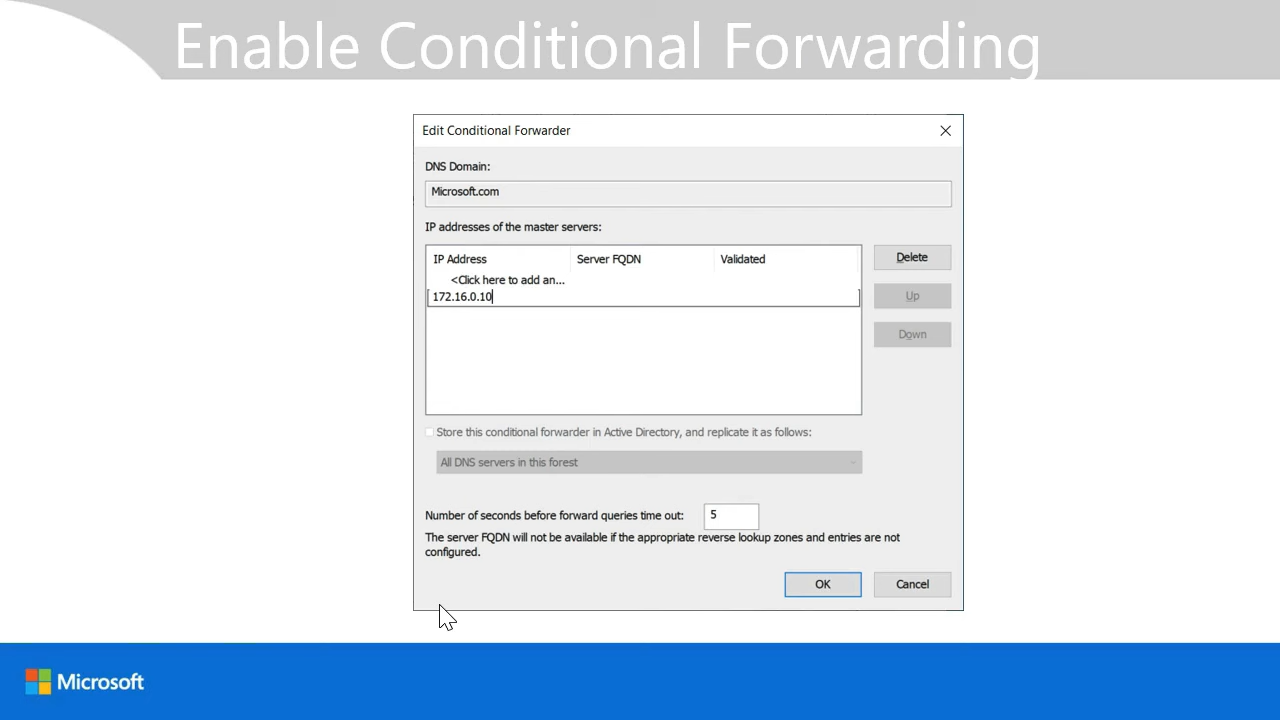 Enable Conditional Forwarding
Edit Conditional Forwarder
DNS Domain:
Microsoft.com
IP addresses of the master servers:
IP Address Server FQDN Validated
<Click here to add an...
172.16.0.10
Delete
Up
Down
Store this conditional forwarder in Active Directory, and replicate it as follows:
All DNS servers in this forest
Number of seconds before forward queries time out: 5
The server FQDN will not be available if the appropriate reverse lookup zones and entries are not
configured.
OK Cancel
Microsoft